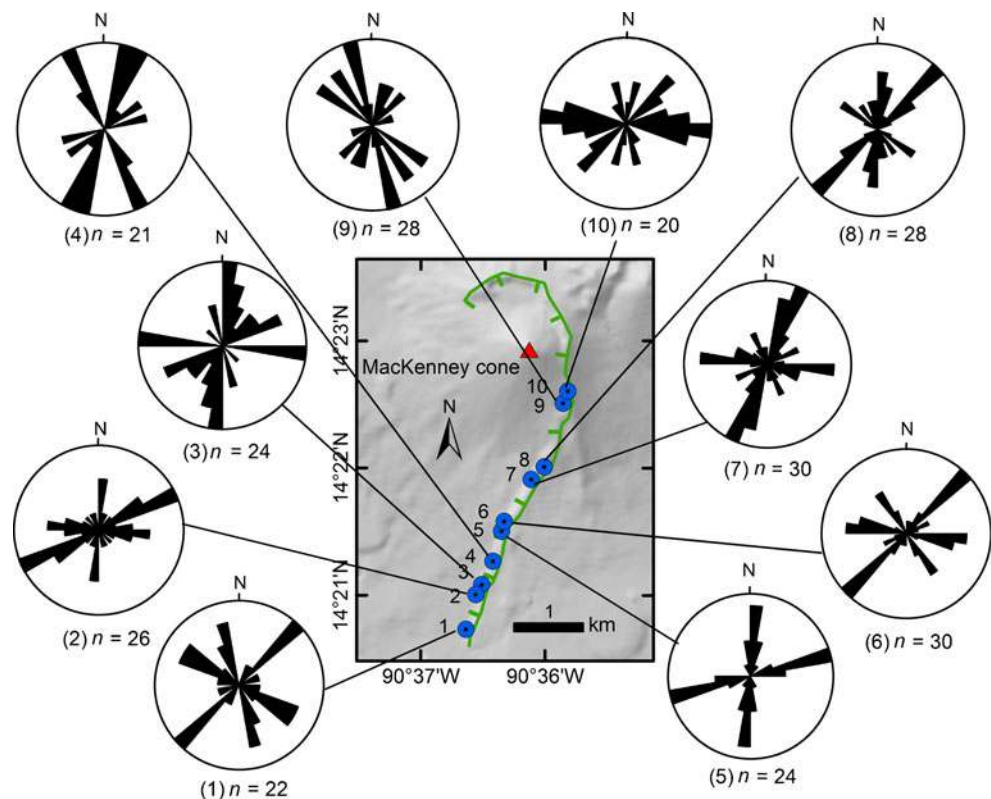 N
N
N
N
(4) n = 21
(9) n = 28
(10) n = 20
(8) n = 28
N
N
14°23'N
MacKenney cone
10
9
N
(3) n = 24
(7) n = 30
14°22'N
8
7
N
N
6
5
4
3
2
14°21'N
1
1
km
(2) n = 26
(6) n = 30
N
N
90°37'W
90°36'W
(1) n = 22
(5) n = 24